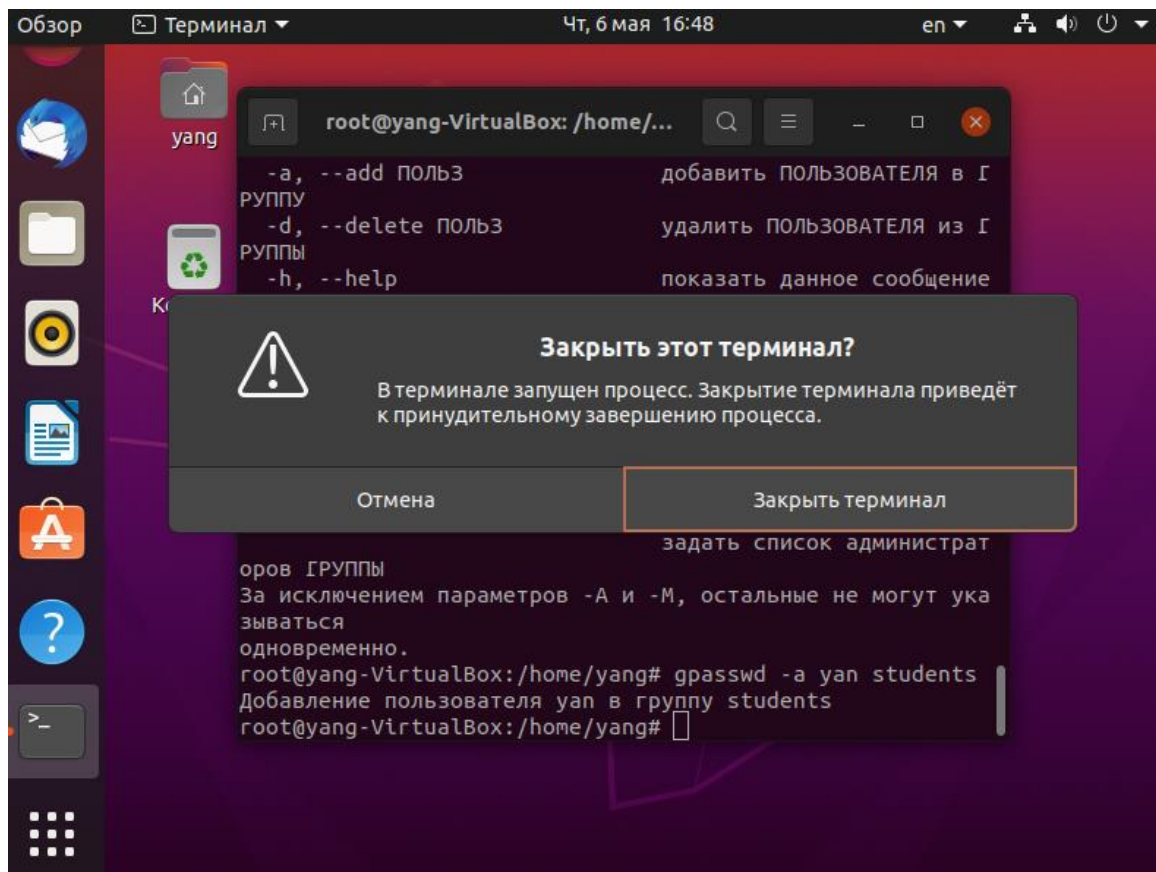 Обзор
Терминал
Чт, 6 мая 16:48
en
yang
root@yang-VirtualBox: /home/...
-a, --add ПОЛЬЗ добавить ПОЛЬЗОВАТЕЛЯ в Г
РУППУ
-d, --delete ПОЛЬЗ удалить ПОЛЬЗОВАТЕЛЯ из Г
РУППЫ
-h, --help показать данное сообщение
Закрыть этот терминал?
В терминале запущен процесс. Закрытие терминала приведёт
к принудительному завершению процесса.
Отмена
Закрыть терминал
задать список администрат
оров ГРУППЫ
За исключением параметров -A и -M, остальные не могут ука
зываться
одновременно.
root@yang-VirtualBox:/home/yang# gpasswd -a yan students
Добавление пользователя yan в группу students
root@yang-VirtualBox:/home/yang#